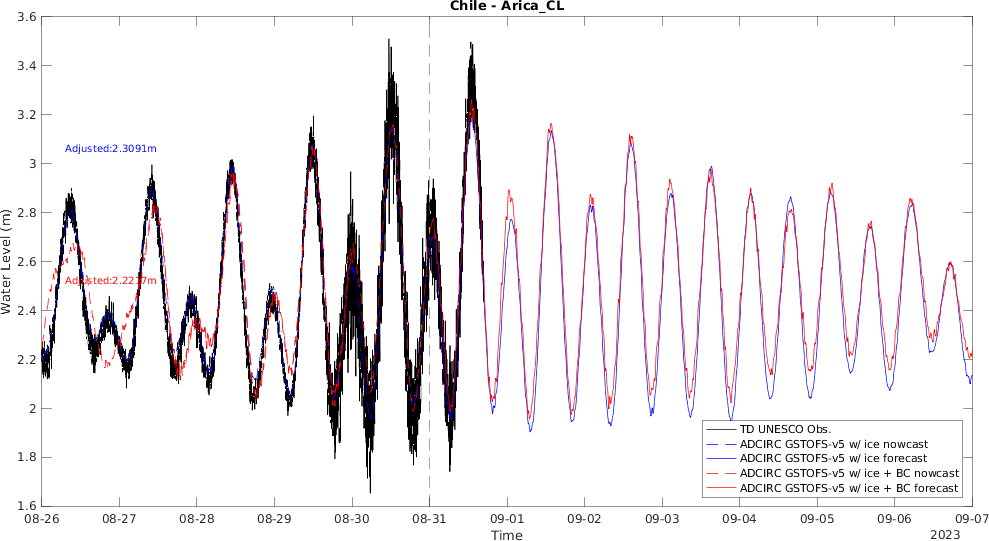 Chile - Arica_CL
3.6
3.4
3.2
3
2.8
2.6
2.4
2.2
2
1.8
1.6
Water Level (m)
Adjusted:2.3091m
Adjusted:2.2217m
TD UNESCO Obs.
ADCIRC GSTOFS-v5 w/ ice nowcast
ADCIRC GSTOFS-v5 w/ ice forecast
ADCIRC GSTOFS-v5 w/ ice + BC nowcast
ADCIRC GSTOFS-v5 w/ ice + BC forecast
08-26 08-27 08-28 08-29 08-30 08-31 09-01 09-02 09-03 09-04 09-05 09-06 09-07
Time 2023